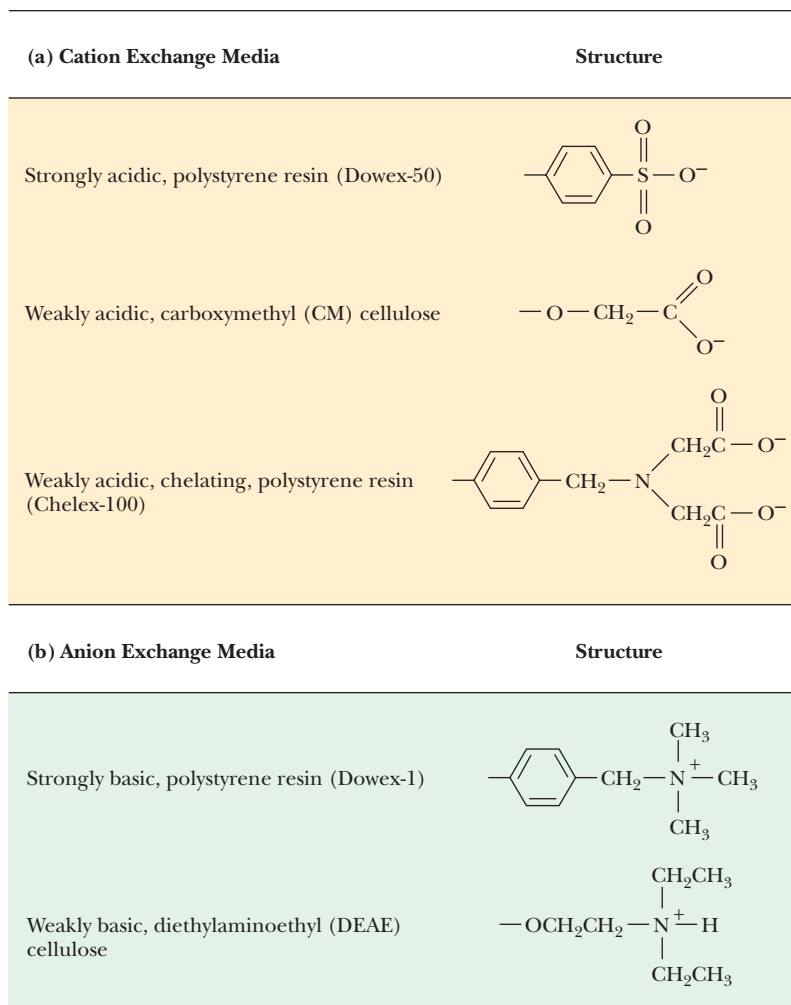 (a) Cation Exchange Media Structure
Strongly acidic, polystyrene resin (Dowex-50)
O
S
O−
O
Weakly acidic, carboxymethyl (CM) cellulose
O
O CH₂ C
O−
O
CH₂C O−
Weakly acidic, chelating, polystyrene resin
(Chelex-100)
CH₂ N
CH₂C O−
O
(b) Anion Exchange Media Structure
CH₃
Strongly basic, polystyrene resin (Dowex-1)
CH₂ N+ CH₃
CH₃
CH₂CH₃
Weakly basic, diethylaminoethyl (DEAE)
cellulose
OCH₂CH₂ N+ H
CH₂CH₃